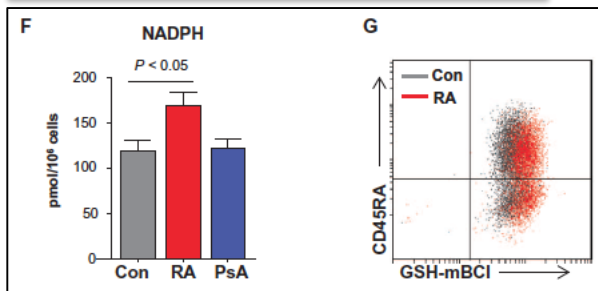 F
NADPH
P < 0.05
200
150
100
50
0
pmol/10⁶ cells
Con RA PsA
G
Con
RA
CD45RA
GSH-mBCl